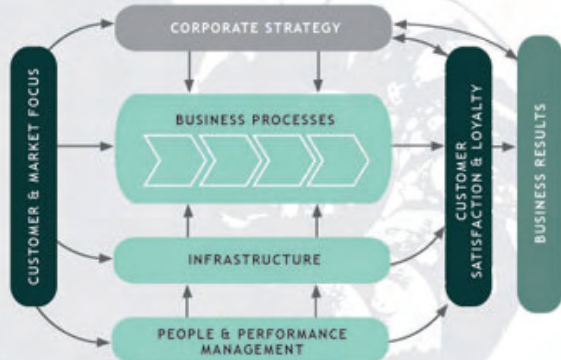 CORPORATE STRATEGY
CUSTOMER & MARKET FOCUS
BUSINESS PROCESSES
INFRASTRUCTURE
PEOPLE & PERFORMANCE
MANAGEMENT
CUSTOMER
SATISFACTION & LOYALTY
BUSINESS RESULTS